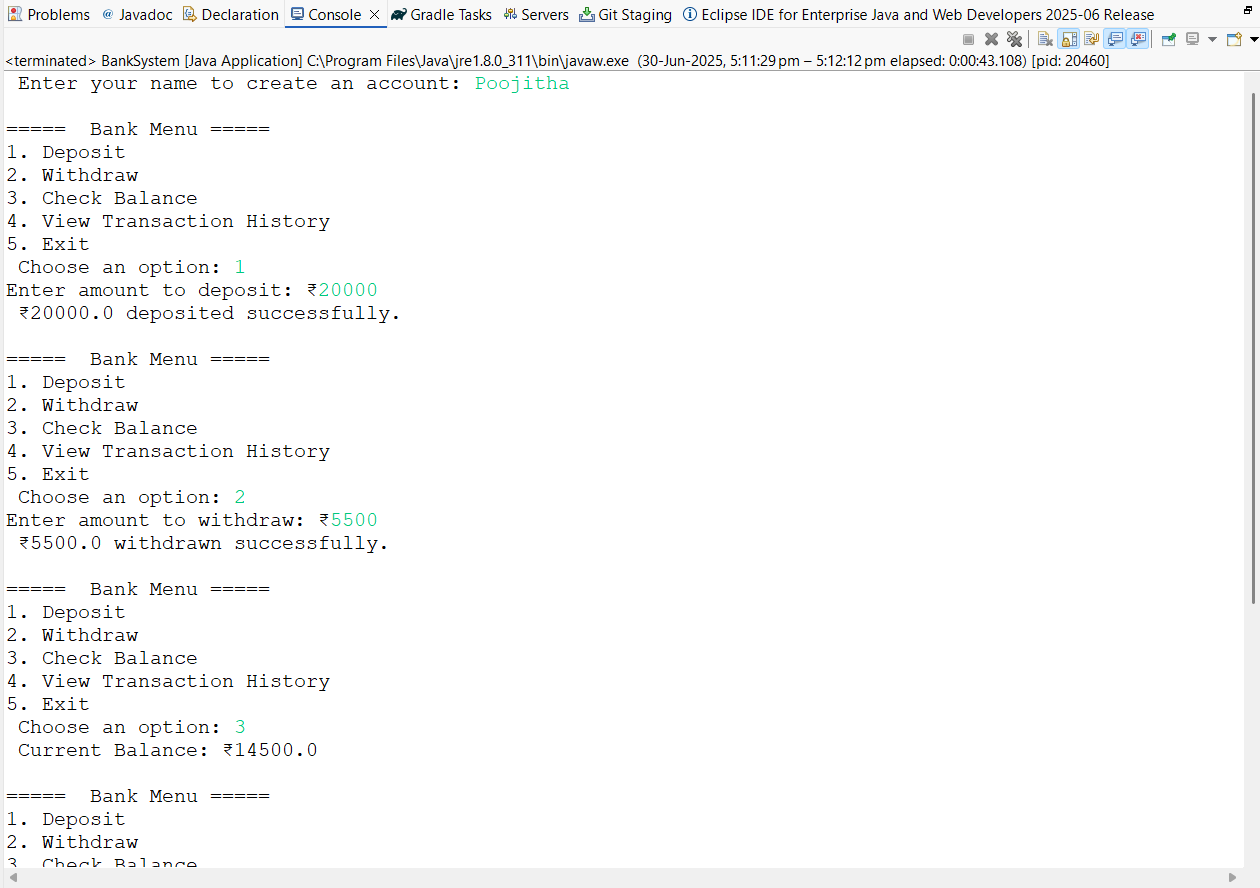 Problems @ Javadoc Declaration Console Gradle Tasks Servers Git Staging Eclipse IDE for Enterprise Java and Web Developers 2025-06 Release
<terminated> BankSystem [Java Application] C:\Program Files\Java\jre1.8.0_311\bin\javaw.exe (30-Jun-2025, 5:11:29 pm – 5:12:12 pm elapsed: 0:00:43.108) [pid: 20460]
Enter your name to create an account: Poojitha
===== Bank Menu =====
1. Deposit
2. Withdraw
3. Check Balance
4. View Transaction History
5. Exit
Choose an option: 1
Enter amount to deposit: ₹20000
₹20000.0 deposited successfully.
===== Bank Menu =====
1. Deposit
2. Withdraw
3. Check Balance
4. View Transaction History
5. Exit
Choose an option: 2
Enter amount to withdraw: ₹5500
₹5500.0 withdrawn successfully.
===== Bank Menu =====
1. Deposit
2. Withdraw
3. Check Balance
4. View Transaction History
5. Exit
Choose an option: 3
Current Balance: ₹14500.0
===== Bank Menu =====
1. Deposit
2. Withdraw
3. Check Balance